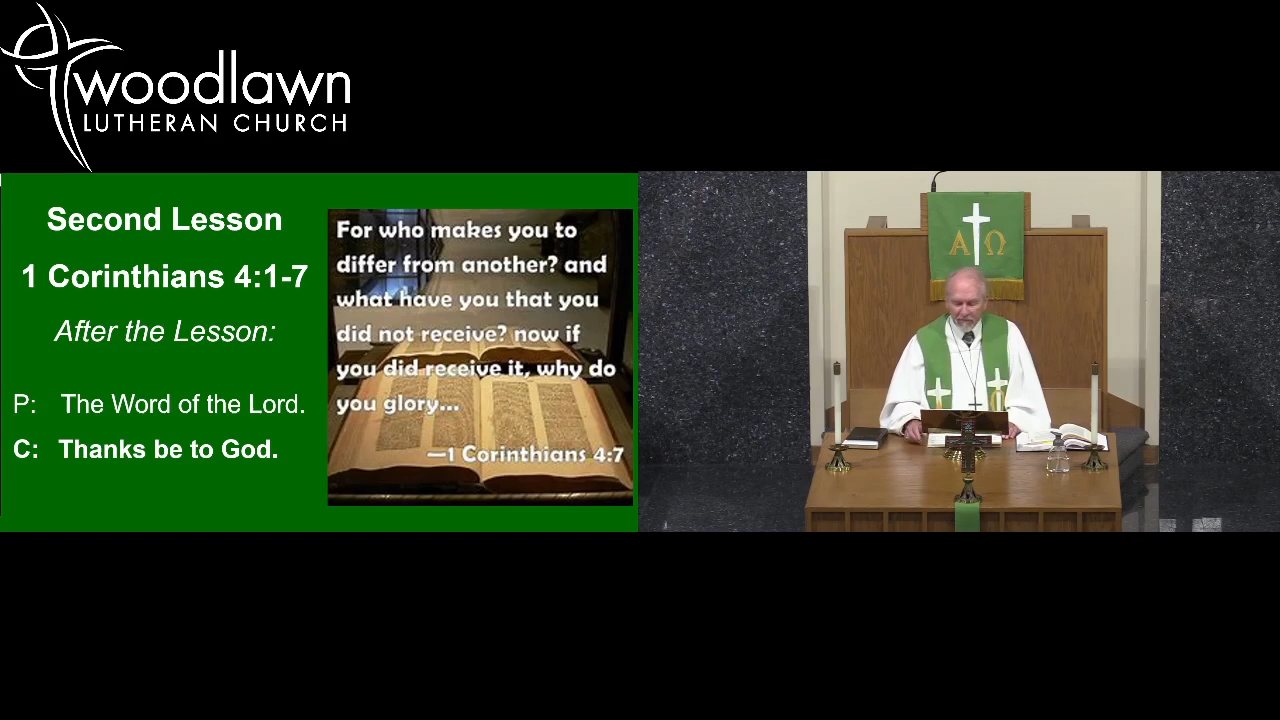 woodlawn
LUTHERAN CHURCH
Second Lesson
1 Corinthians 4:1-7
After the Lesson:
P: The Word of the Lord.
C: Thanks be to God.
For who makes you to
differ from another? and
what have you that you
did not receive? now if
you did receive it, why do
you glory...
—1 Corinthians 4:7
Α Ω